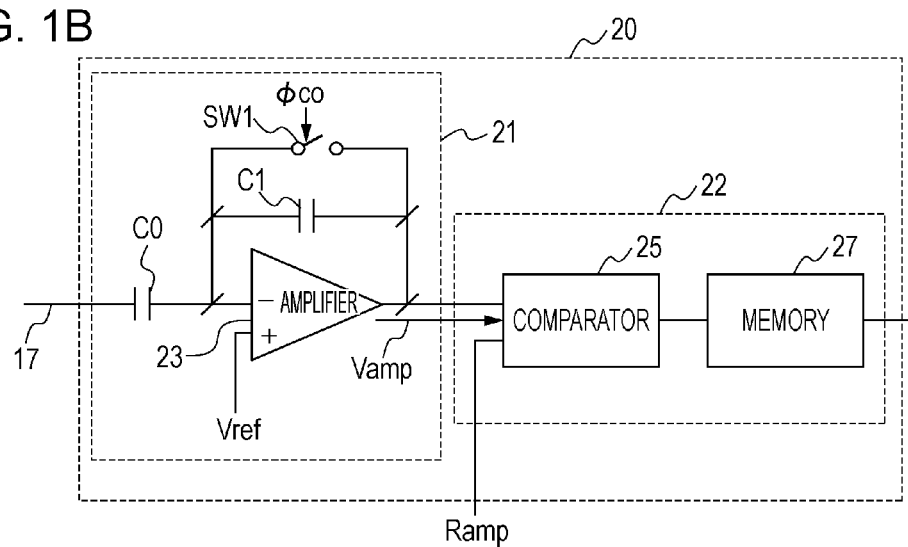 G. 1B
20
ϕco
SW1
21
C1
22
C0
25
27
−
AMPLIFIER
+
23
COMPARATOR
MEMORY
17
Vamp
Vref
Ramp